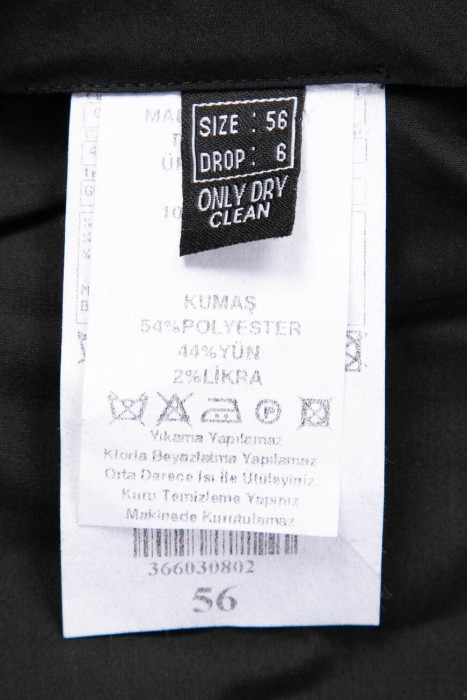 SIZE : 56
DROP : 6
ONLY DRY
CLEAN
KUMAŞ
54%POLYESTER
44%YÜN
2%LİKRA
Yıkama Yapılamaz
Klorla Beyazlatma Yapılamaz
Orta Derece Isı İle Ütüleyiniz
Kuru Temizleme Yapınız
Makinede Kurutulamaz
366030802
56